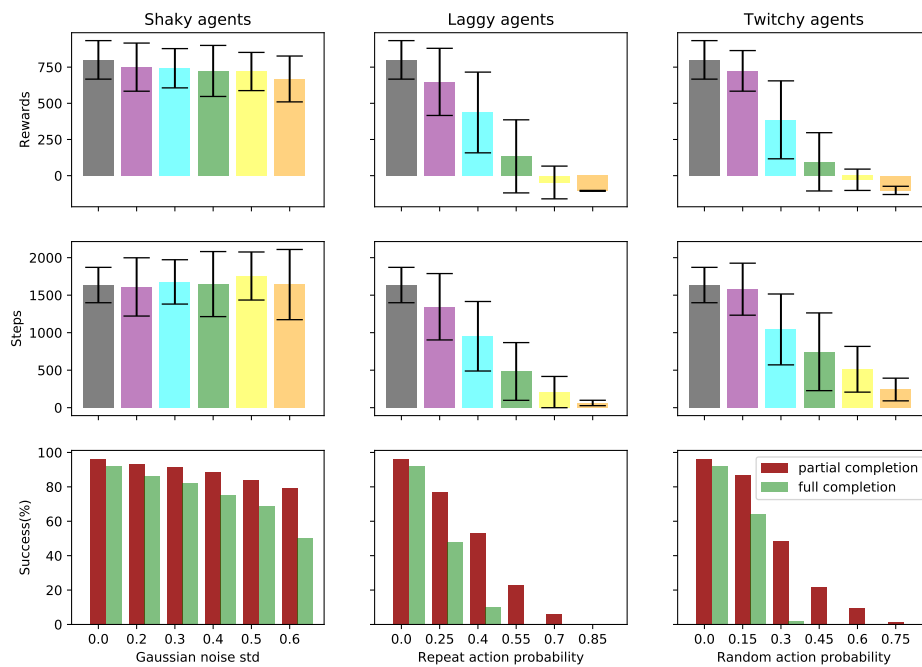 Shaky agents
Laggy agents
Twitchy agents
Rewards
750
500
250
0
Steps
2000
1500
1000
500
0
Success(%)
100
80
60
40
20
0
partial completion
full completion
0.0 0.2 0.3 0.4 0.5 0.6
Gaussian noise std
0.0 0.25 0.4 0.55 0.7 0.85
Repeat action probability
0.0 0.15 0.3 0.45 0.6 0.75
Random action probability